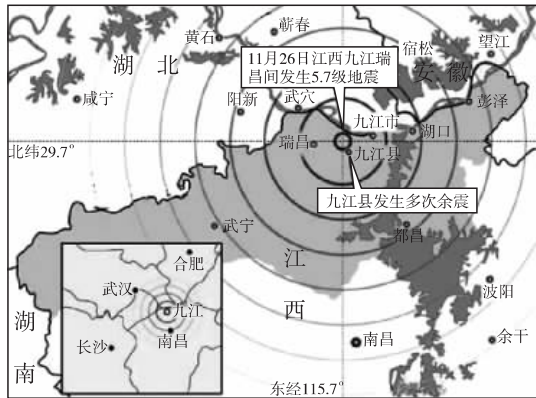 黄石
蕲春
湖 北
11月26日江西九江瑞
昌间发生5.7级地震
宿松
望江
安 徽
咸宁
阳新
武穴
九江市
湖口
彭泽
北纬29.7°
瑞昌
九江县
九江县发生多次余震
武宁
都昌
江
西
合肥
武汉
九江
南昌
长沙
湖
南
波阳
南昌
余干
东经115.7°